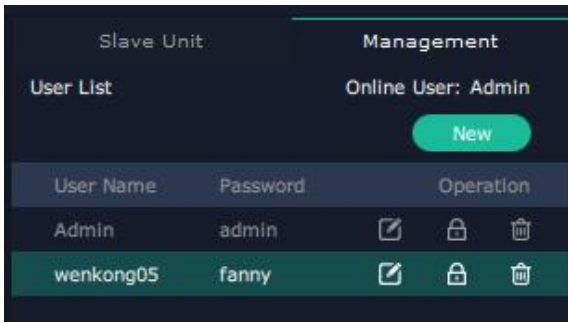 Slave Unit Management
User List Online User: Admin
New
User Name Password Operation
Admin admin
wenkong05 fanny